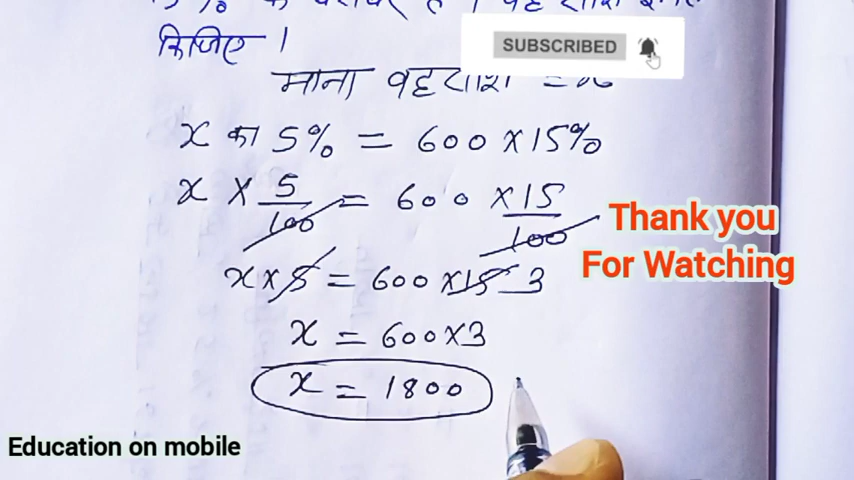 किजिए ।
SUBSCRIBED
माना वह राशि = x
x का 5% = 600 x 15%
x x 5/100 = 600 x 15/100
Thank you
For Watching
x x 5 = 600 x 15 3
x = 600 x 3
x = 1800
Education on mobile